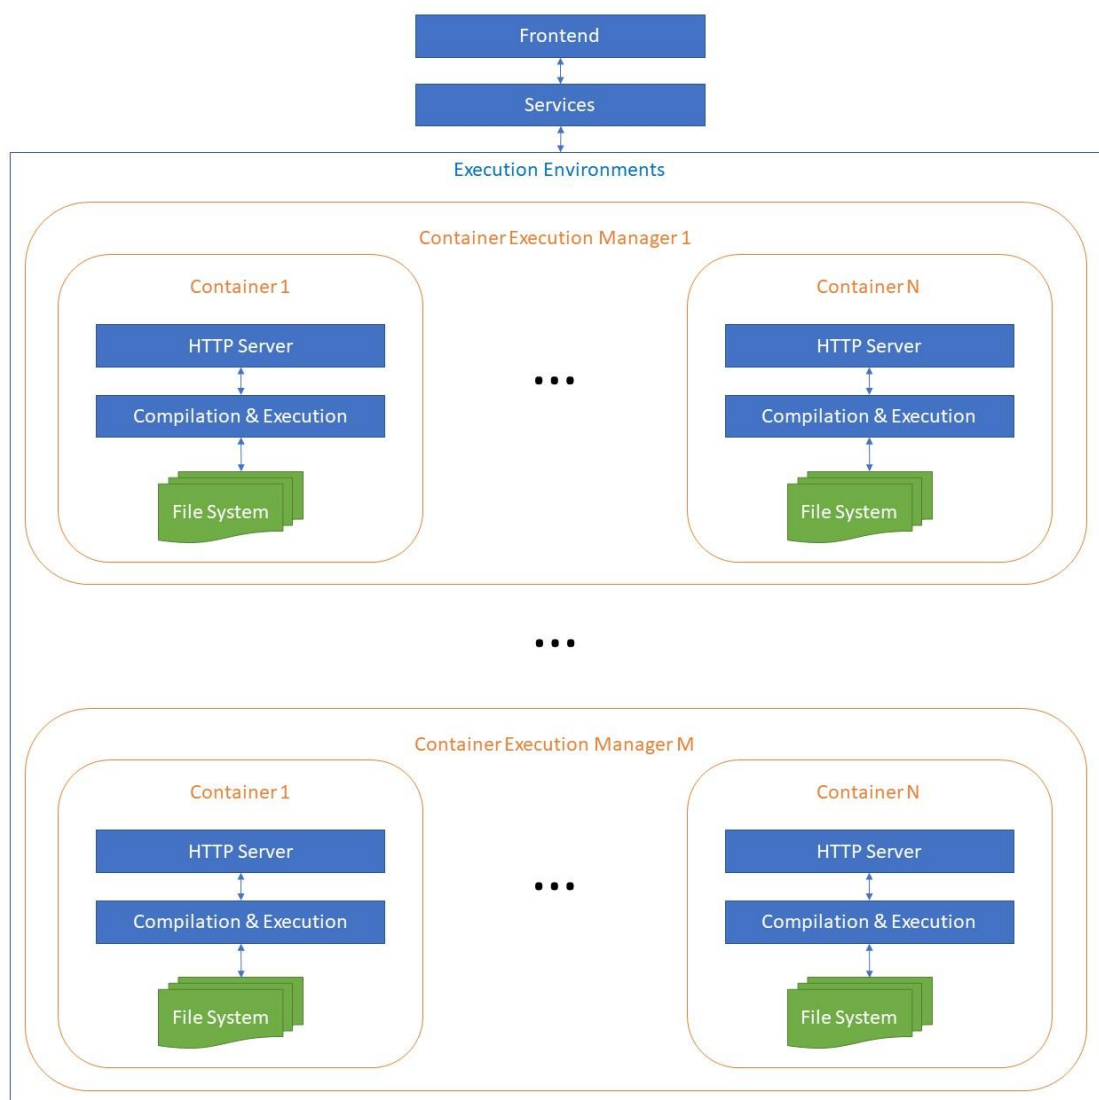 Frontend
Services
Execution Environments
Container Execution Manager 1
Container 1
HTTP Server
Compilation & Execution
File System
...
Container N
HTTP Server
Compilation & Execution
File System
...
Container Execution Manager M
Container 1
HTTP Server
Compilation & Execution
File System
...
Container N
HTTP Server
Compilation & Execution
File System